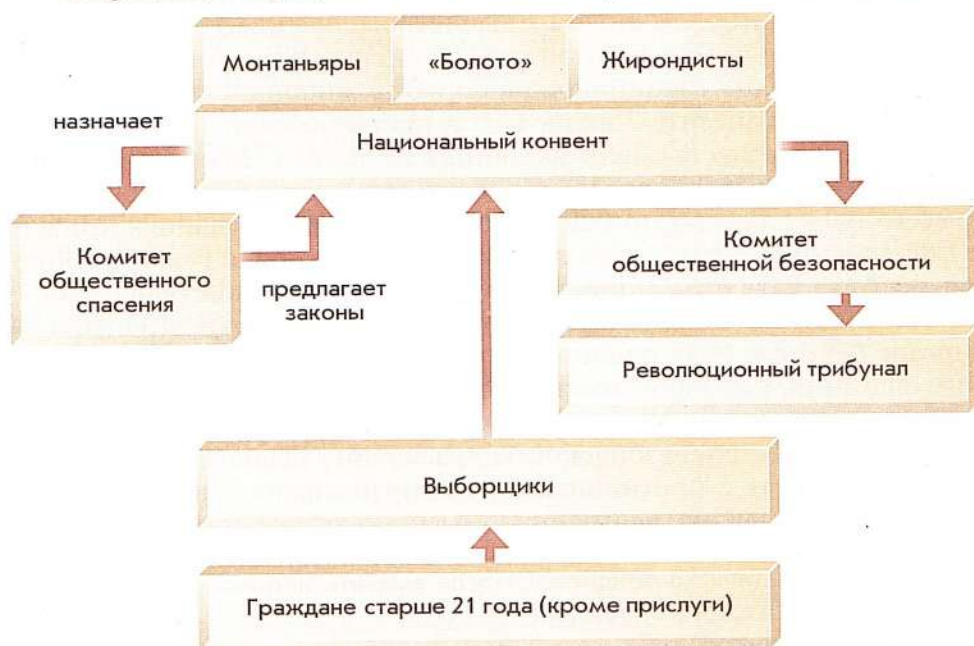 Монтаньяры
«Болото»
Жирондисты
назначает
Национальный конвент
Комитет
общественного
спасения
предлагает
законы
Комитет
общественной безопасности
Революционный трибунал
Выборщики
Граждане старше 21 года (кроме прислуги)